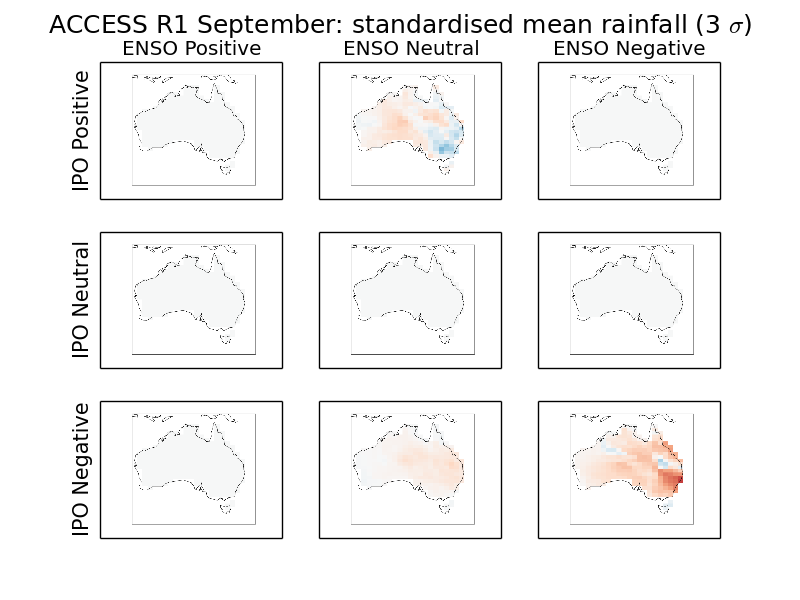 ACCESS R1 September: standardised mean rainfall (3 σ)
ENSO Positive
ENSO Neutral
ENSO Negative
IPO Positive
IPO Neutral
IPO Negative